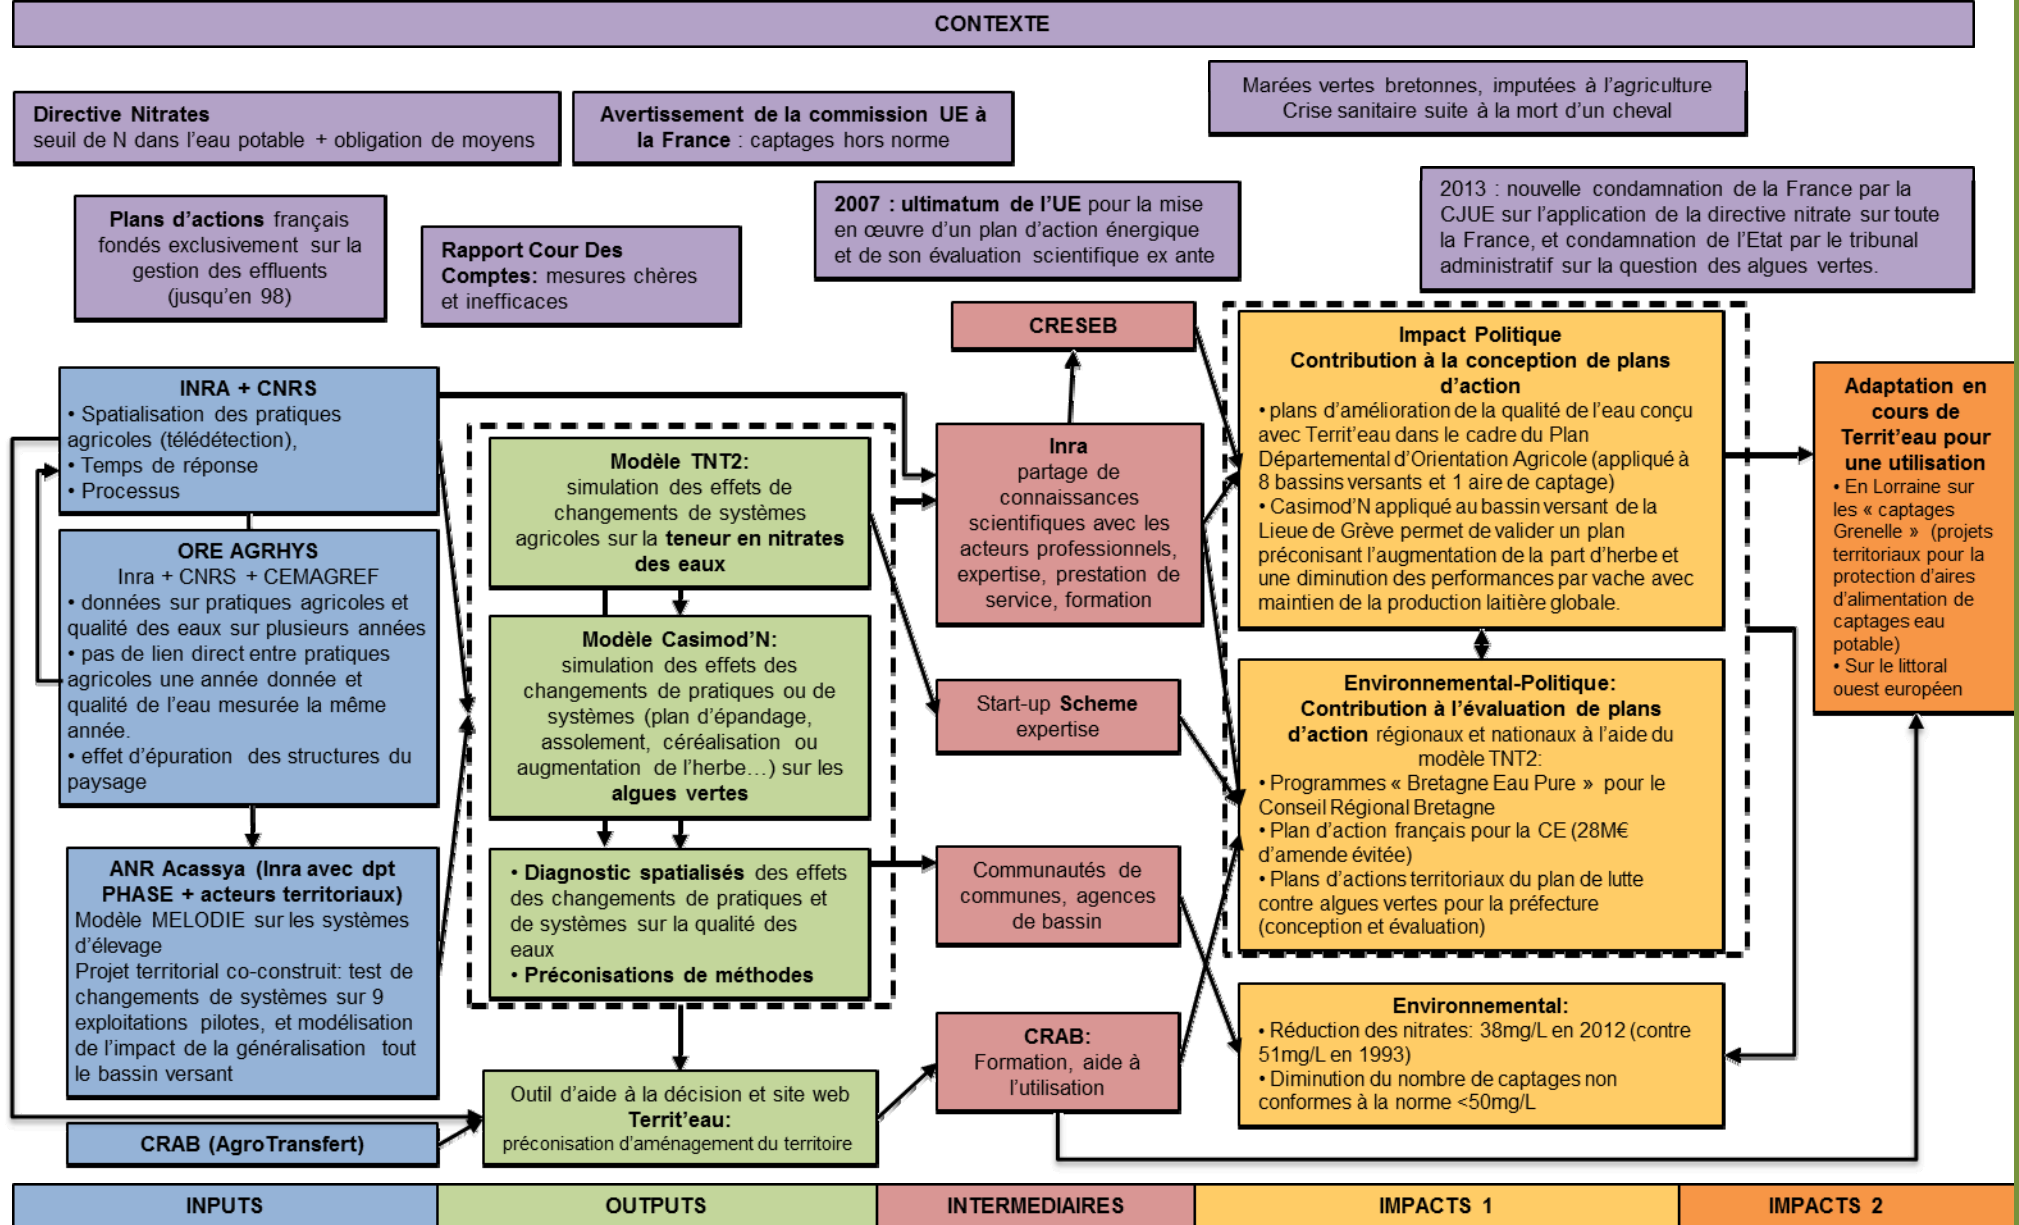 CONTEXTE
Directive Nitrates
seuil de N dans l'eau potable + obligation de moyens
Avertissement de la commission UE à
la France : captages hors norme
Marées vertes bretonnes, imputées à l'agriculture
Crise sanitaire suite à la mort d'un cheval
Plans d'actions français
fondés exclusivement sur la
gestion des effluents
(jusqu'en 98)
Rapport Cour Des
Comptes: mesures chères
et inefficaces
2007 : ultimatum de l'UE pour la mise
en œuvre d'un plan d'action énergique
et de son évaluation scientifique ex ante
2013 : nouvelle condamnation de la France par la
CJUE sur l'application de la directive nitrate sur toute
la France, et condamnation de l'Etat par le tribunal
administratif sur la question des algues vertes.
INRA + CNRS
• Spatialisation des pratiques
agricoles (télédétection),
• Temps de réponse
• Processus
ORE AGRHYS
Inra + CNRS + CEMAGREF
• données sur pratiques agricoles et
qualité des eaux sur plusieurs années
• pas de lien direct entre pratiques
agricoles une année donnée et
qualité de l'eau mesurée la même
année.
• effet d'épuration des structures du
paysage
ANR Acassya (Inra avec dpt
PHASE + acteurs territoriaux)
Modèle MELODIE sur les systèmes
d'élevage
Projet territorial co-construit: test de
changements de systèmes sur 9
exploitations pilotes, et modélisation
de l'impact de la généralisation tout
le bassin versant
CRAB (AgroTransfert)
Modèle TNT2:
simulation des effets de
changements de systèmes
agricoles sur la teneur en nitrates
des eaux
Modèle Casimod'N:
simulation des effets des
changements de pratiques ou de
systèmes (plan d'épandage,
assolement, céréalisation ou
augmentation de l'herbe…) sur les
algues vertes
• Diagnostic spatialisés des effets
des changements de pratiques et
de systèmes sur la qualité des
eaux
• Préconisations de méthodes
Outil d'aide à la décision et site web
Territ'eau:
préconisation d'aménagement du territoire
CRESEB
Inra
partage de
connaissances
scientifiques avec les
acteurs professionnels,
expertise, prestation de
service, formation
Start-up Scheme
expertise
Communautés de
communes, agences
de bassin
CRAB:
Formation, aide à
l'utilisation
Impact Politique
Contribution à la conception de plans
d'action
• plans d'amélioration de la qualité de l'eau conçu
avec Territ'eau dans le cadre du Plan
Départemental d'Orientation Agricole (appliqué à
8 bassins versants et 1 aire de captage)
• Casimod'N appliqué au bassin versant de la
Lieue de Grève permet de valider un plan
préconisant l'augmentation de la part d'herbe et
une diminution des performances par vache avec
maintien de la production laitière globale.
Environnemental-Politique:
Contribution à l'évaluation de plans
d'action régionaux et nationaux à l'aide du
modèle TNT2:
• Programmes « Bretagne Eau Pure » pour le
Conseil Régional Bretagne
• Plan d'action français pour la CE (28M€
d'amende évitée)
• Plans d'actions territoriaux du plan de lutte
contre algues vertes pour la préfecture
(conception et évaluation)
Environnemental:
• Réduction des nitrates: 38mg/L en 2012 (contre
51mg/L en 1993)
• Diminution du nombre de captages non
conformes à la norme <50mg/L
Adaptation en
cours de
Territ'eau pour
une utilisation
• En Lorraine sur
les « captages
Grenelle » (projets
territoriaux pour la
protection d'aires
d'alimentation de
captages eau
potable)
• Sur le littoral
ouest européen
INPUTS
OUTPUTS
INTERMEDIAIRES
IMPACTS 1
IMPACTS 2